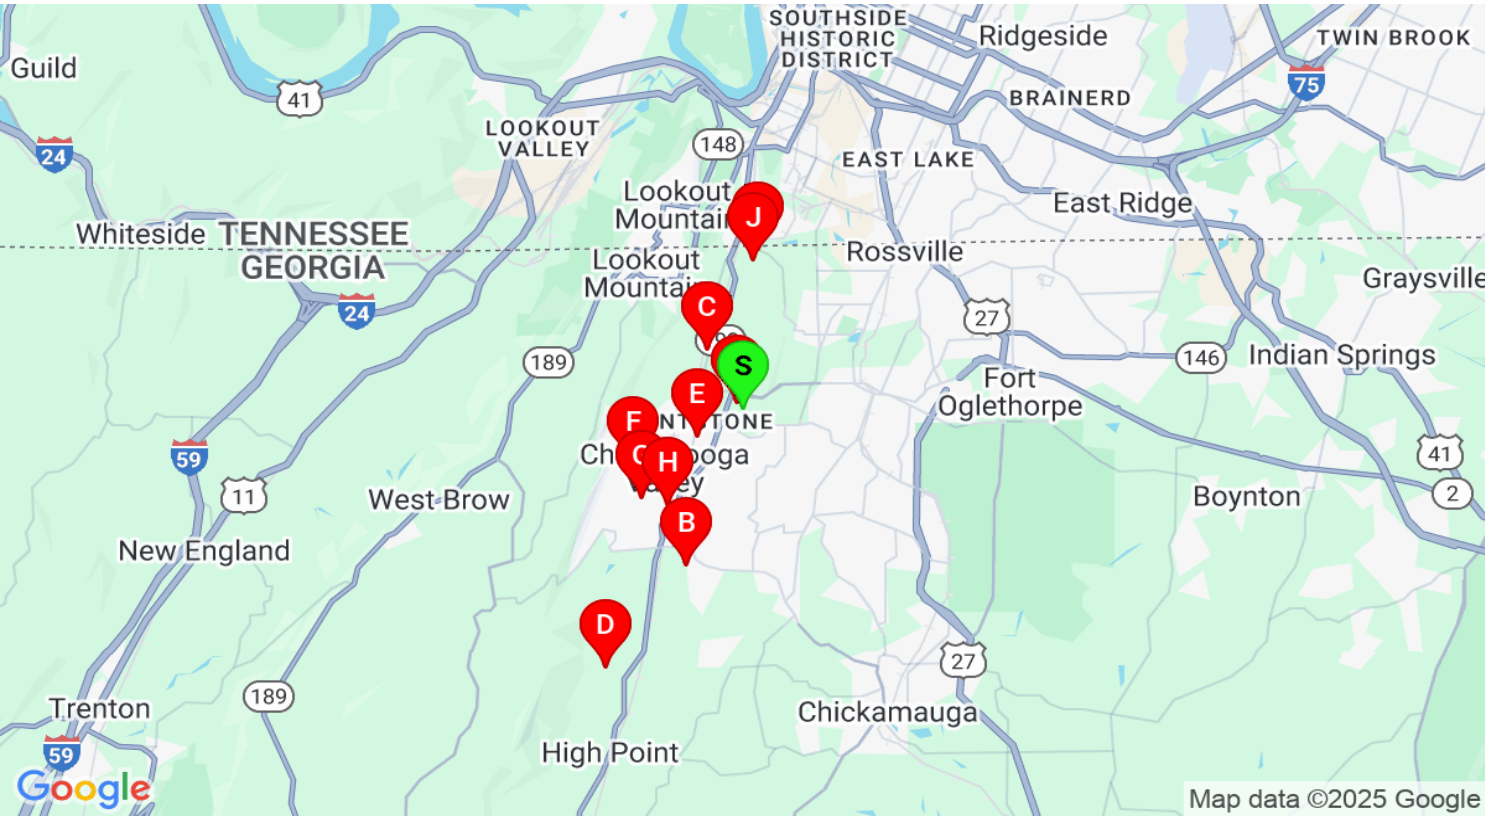 SOUTHSIDE
HISTORIC
DISTRICT
Ridgeside
TWIN BROOK
Guild
75
41
BRAINERD
LOOKOUT
VALLEY
148
24
EAST LAKE
Lookout
Mountain
J
East Ridge
Whiteside
TENNESSEE
GEORGIA
Rossville
Lookout
Mountain
Graysville
C
24
27
189
S
146
Indian Springs
E
Fort
Oglethorpe
F
STONE
59
H
41
11
West Brow
Boynton
2
B
New England
D
27
189
Trenton
Chickamauga
59
High Point
Google
Map data ©2025 Google